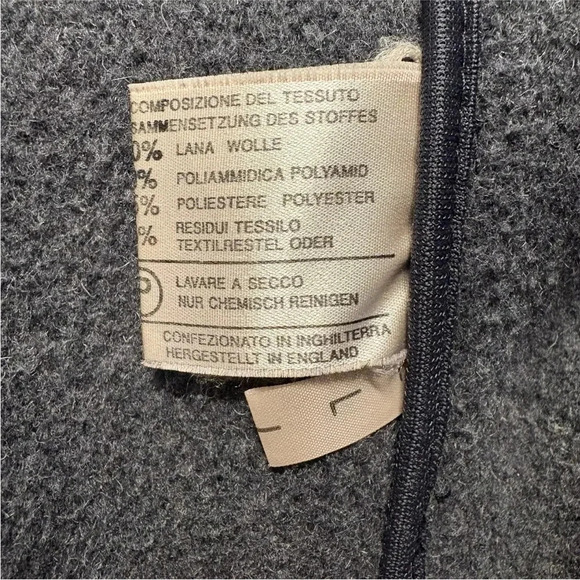 COMPOSIZIONE DEL TESSUTO
SAMMENSETZUNG DES STOFFES
0% LANA WOLLE
% POLIAMMIDICA POLYAMID
5% POLIESTERE POLYESTER
% RESIDUI TESSILO
TEXTILRESTEL ODER
P LAVARE A SECCO
NUR CHEMISCH REINIGEN
CONFEZIONATO IN INGHILTERRA
HERGESTELLT IN ENGLAND
L